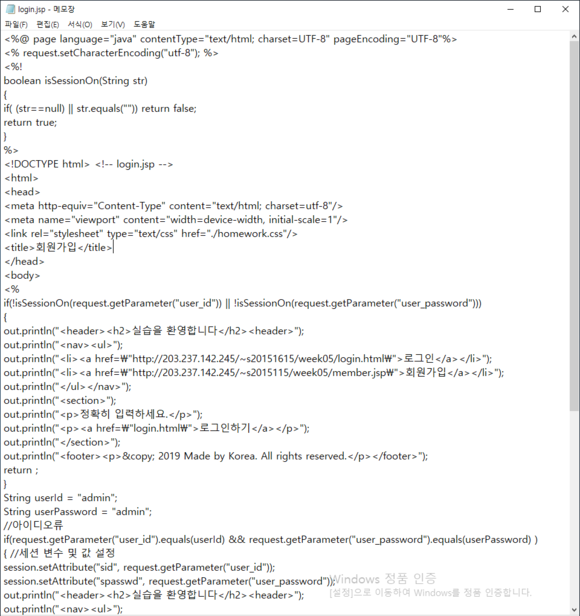 login.jsp - 메모장
파일(F) 편집(E) 서식(O) 보기(V) 도움말
<%@ page language="java" contentType="text/html; charset=UTF-8" pageEncoding="UTF-8"%>
<% request.setCharacterEncoding("utf-8"); %>
<%!
boolean isSessionOn(String str)
{
if( (str==null) || str.equals("")) return false;
return true;
}
%>
<!DOCTYPE html> <!-- login.jsp -->
<html>
<head>
<meta http-equiv="Content-Type" content="text/html; charset=utf-8"/>
<meta name="viewport" content="width=device-width, initial-scale=1"/>
<link rel="stylesheet" type="text/css" href="./homework.css"/>
<title>회원가입</title>
</head>
<body>
<%
if(!isSessionOn(request.getParameter("user_id")) || !isSessionOn(request.getParameter("user_password")))
{
out.println("<header><h2>실습을 환영합니다</h2><header>");
out.println("<nav><ul>");
out.println("<li><a href=₩"http://203.237.142.245/~s20151615/week05/login.html₩">로그인</a></li>");
out.println("<li><a href=₩"http://203.237.142.245/~s2015115/week05/member.jsp₩">회원가입</a></li>");
out.println("</ul></nav>");
out.println("<section>");
out.println("<p>정확히 입력하세요.</p>");
out.println("<p><a href=₩"login.html₩">로그인하기</a></p>");
out.println("</section>");
out.println("<footer><p>&copy; 2019 Made by Korea. All rights reserved.</p></footer>");
return ;
}
String userId = "admin";
String userPassword = "admin";
//아이디오류
if(request.getParameter("user_id").equals(userId) && request.getParameter("user_password").equals(userPassword) )
{ //세션 변수 및 값 설정
session.setAttribute("sid", request.getParameter("user_id"));
session.setAttribute("spasswd", request.getParameter("user_password"));
Windows 정품 인증
[설정]으로 이동하여 Windows를 정품 인증합니다.
out.println("<header><h2>실습을 환영합니다</h2><header>");
out.println("<nav><ul>");